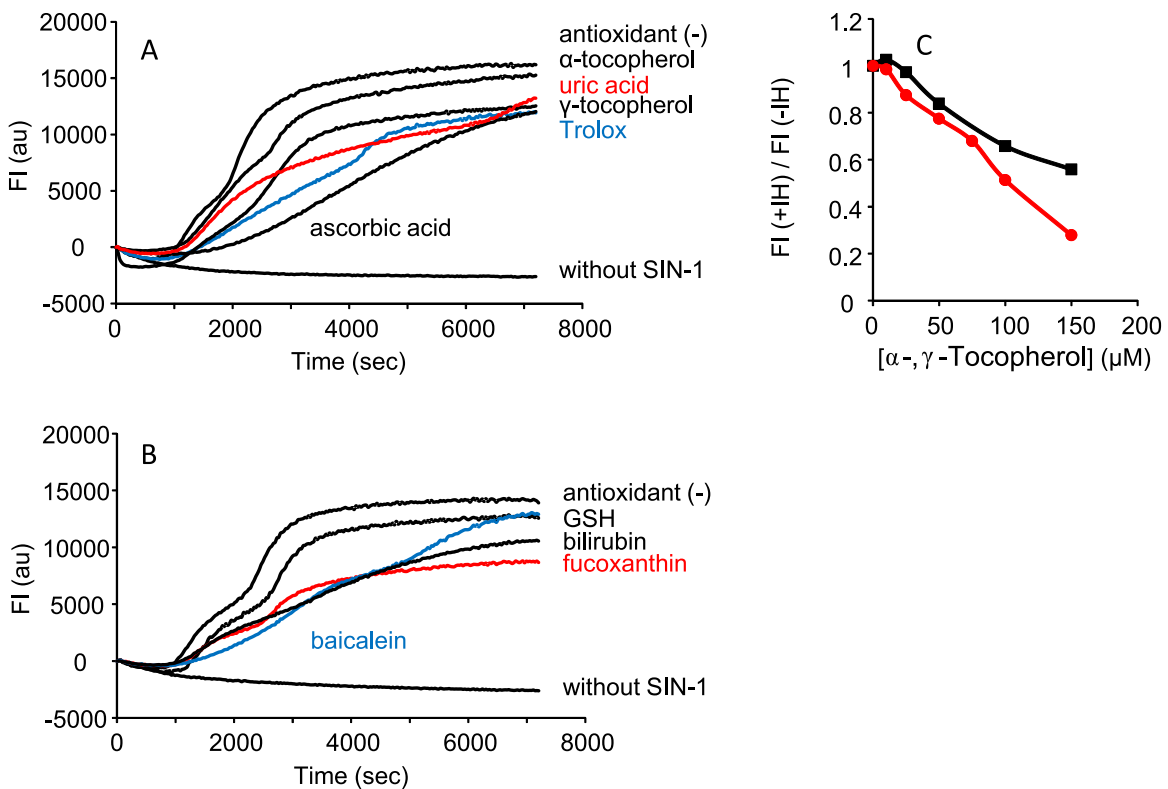 A
20000
15000
10000
5000
0
-5000
FI (au)
0
2000
4000
6000
8000
Time (sec)
antioxidant (-)
α-tocopherol
uric acid
γ-tocopherol
Trolox
ascorbic acid
without SIN-1
C
1.2
1
0.8
0.6
0.4
0.2
0
FI (+IH) / FI (-IH)
0
50
100
150
200
[α-,γ-Tocopherol] (µM)
B
20000
15000
10000
5000
0
-5000
FI (au)
0
2000
4000
6000
8000
Time (sec)
antioxidant (-)
GSH
bilirubin
fucoxanthin
baicalein
without SIN-1